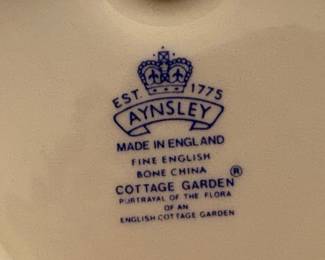 EST. 1775
AYNSLEY
MADE IN ENGLAND
FINE ENGLISH
BONE CHINA ®
COTTAGE GARDEN
PORTRAYAL OF THE FLORA
OF AN
ENGLISH COTTAGE GARDEN